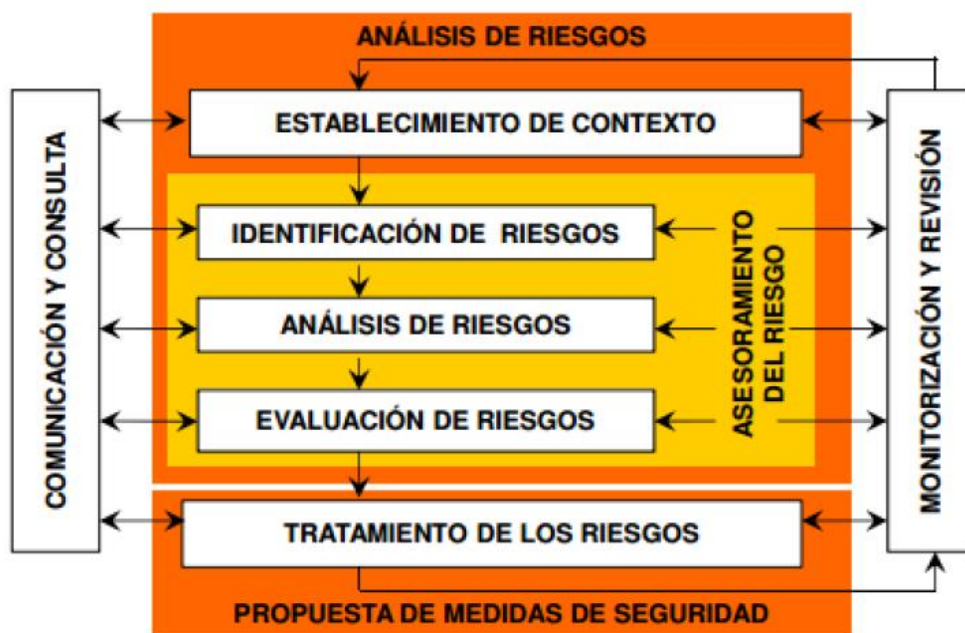 ANÁLISIS DE RIESGOS
ESTABLECIMIENTO DE CONTEXTO
COMUNICACIÓN Y CONSULTA
IDENTIFICACIÓN DE RIESGOS
ANÁLISIS DE RIESGOS
EVALUACIÓN DE RIESGOS
ASESORAMIENTO
DEL RIESGO
MONITORIZACIÓN Y REVISIÓN
TRATAMIENTO DE LOS RIESGOS
PROPUESTA DE MEDIDAS DE SEGURIDAD